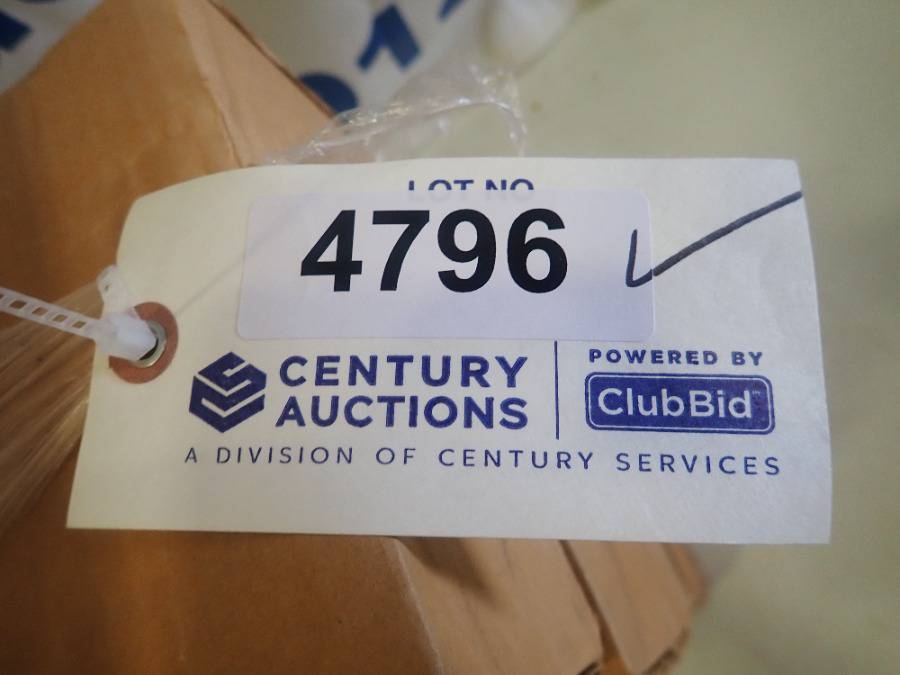 LOT NO
4796
CENTURY
AUCTIONS
POWERED BY
ClubBid
A DIVISION OF CENTURY SERVICES